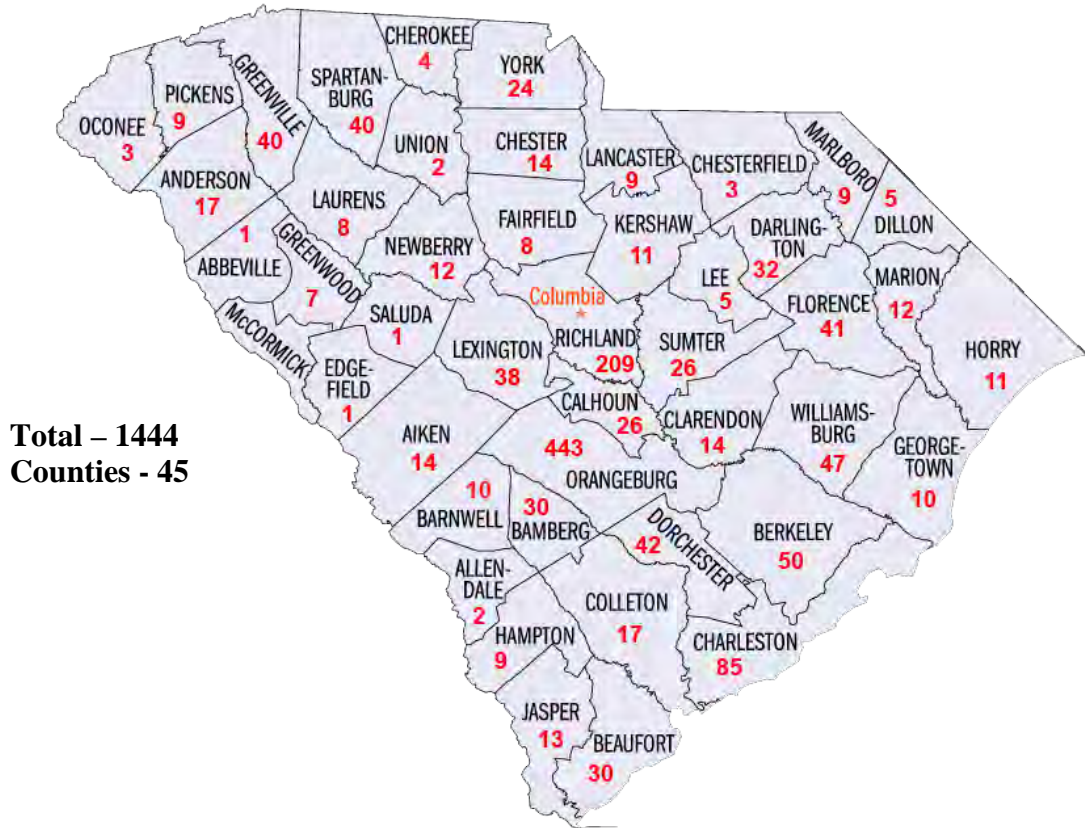 CHEROKEE
4
YORK
24
GREENVILLE
40
SPARTAN-
BURG
40
PICKENS
9
OCONEE
3
UNION
2
CHESTER
14
LANCASTER
9
CHESTERFIELD
3
MARLBORO
9
5
DILLON
ANDERSON
17
LAURENS
8
FAIRFIELD
8
KERSHAW
11
DARLING-
TON
32
1
ABBEVILLE
GREENWOOD
7
NEWBERRY
12
LEE
5
MARION
12
FLORENCE
41
Columbia
RICHLAND
209
SALUDA
1
McCORMICK
LEXINGTON
38
SUMTER
26
HORRY
11
EDGE-
FIELD
1
CALHOUN
26
CLARENDON
14
WILLIAMS-
BURG
47
Total – 1444
Counties - 45
AIKEN
14
443
ORANGEBURG
GEORGE-
TOWN
10
10
BARNWELL
30
BAMBERG
DORCHESTER
42
BERKELEY
50
ALLEN-
DALE
2
COLLETON
17
HAMPTON
9
CHARLESTON
85
JASPER
13
BEAUFORT
30